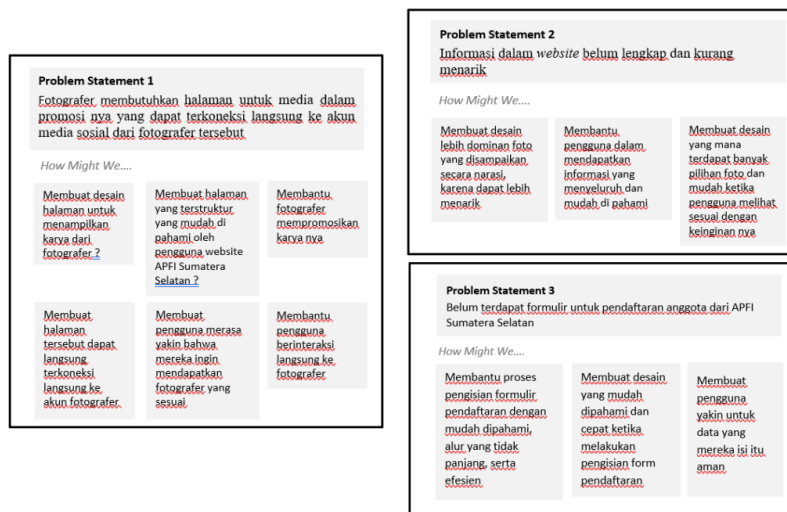 Problem Statement 1
Fotografer membutuhkan halaman untuk media dalam
promosi nya yang dapat terkoneksi langsung ke akun
media sosial dari fotografer tersebut
How Might We....
Membuat desain
halaman untuk
menampilkan
karya dari
fotografer ?
Membuat halaman
yang terstruktur
yang mudah di
pahami oleh
pengguna website
APFI Sumatera
Selatan ?
Membantu
fotografer
mempromosikan
karya nya
Membuat
halaman
tersebut dapat
langsung
terkoneksi
langsung ke
akun fotografer
Membuat
pengguna merasa
yakin bahwa
mereka ingin
mendapatkan
fotografer yang
sesuai
Membantu
pengguna
berinteraksi
langsung ke
fotografer
Problem Statement 2
Informasi dalam website belum lengkap dan kurang
menarik
How Might We....
Membuat desain
lebih dominan foto
yang disampaikan
secara narasi,
karena dapat lebih
menarik
Membantu
pengguna dalam
mendapatkan
informasi yang
menyeluruh dan
mudah di pahami
Membuat desain
yang mana
terdapat banyak
pilihan foto dan
mudah ketika
pengguna melihat
sesuai dengan
keinginan nya
Problem Statement 3
Belum terdapat formulir untuk pendaftaran anggota dari APFI
Sumatera Selatan
How Might We....
Membantu proses
pengisian formulir
pendaftaran dengan
mudah dipahami,
alur yang tidak
panjang, serta
efesien
Membuat desain
yang mudah
dipahami dan
cepat ketika
melakukan
pengisian form
pendaftaran
Membuat
pengguna
yakin untuk
data yang
mereka isi itu
aman